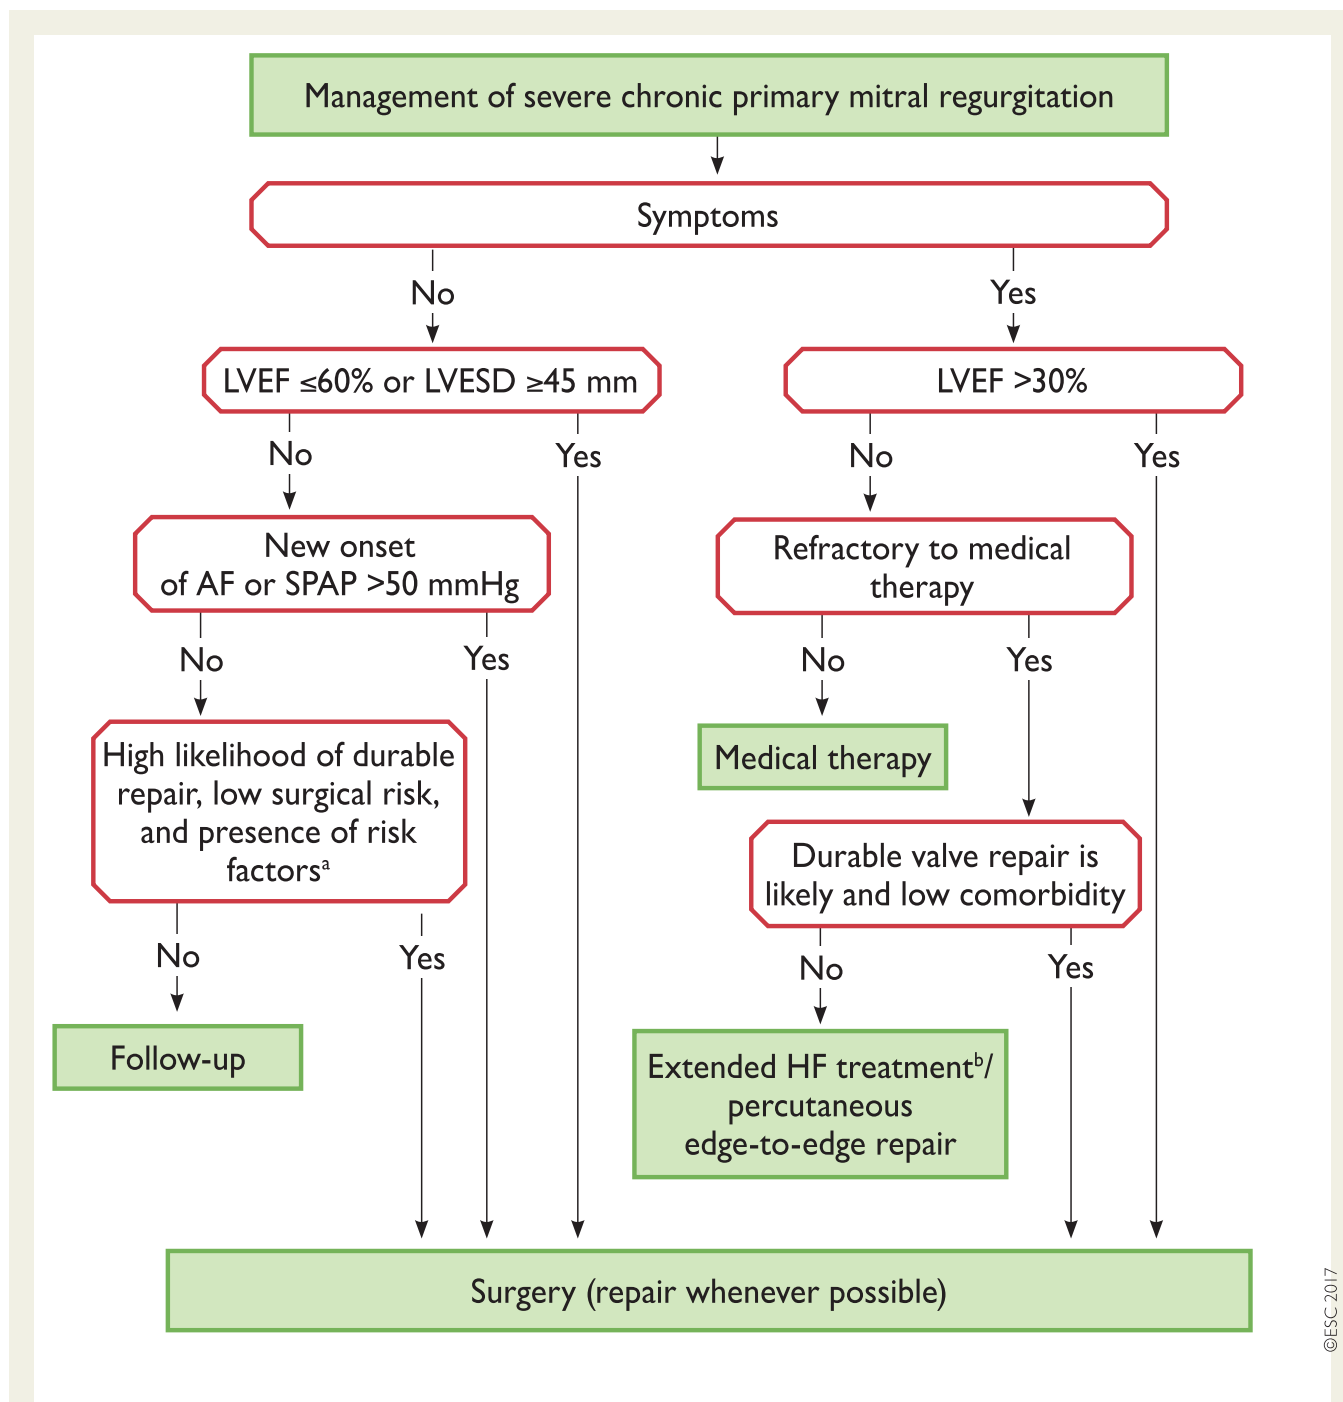 Management of severe chronic primary mitral regurgitation
Symptoms
No
Yes
LVEF ≤60% or LVESD ≥45 mm
LVEF >30%
No
Yes
No
Yes
New onset
of AF or SPAP >50 mmHg
Refractory to medical
therapy
No
Yes
No
Yes
High likelihood of durable
repair, low surgical risk,
and presence of risk
factorsᵃ
Medical therapy
Durable valve repair is
likely and low comorbidity
No
Yes
No
Yes
Follow-up
Extended HF treatmentᵇ/
percutaneous
edge-to-edge repair
Surgery (repair whenever possible)
©ESC 2017